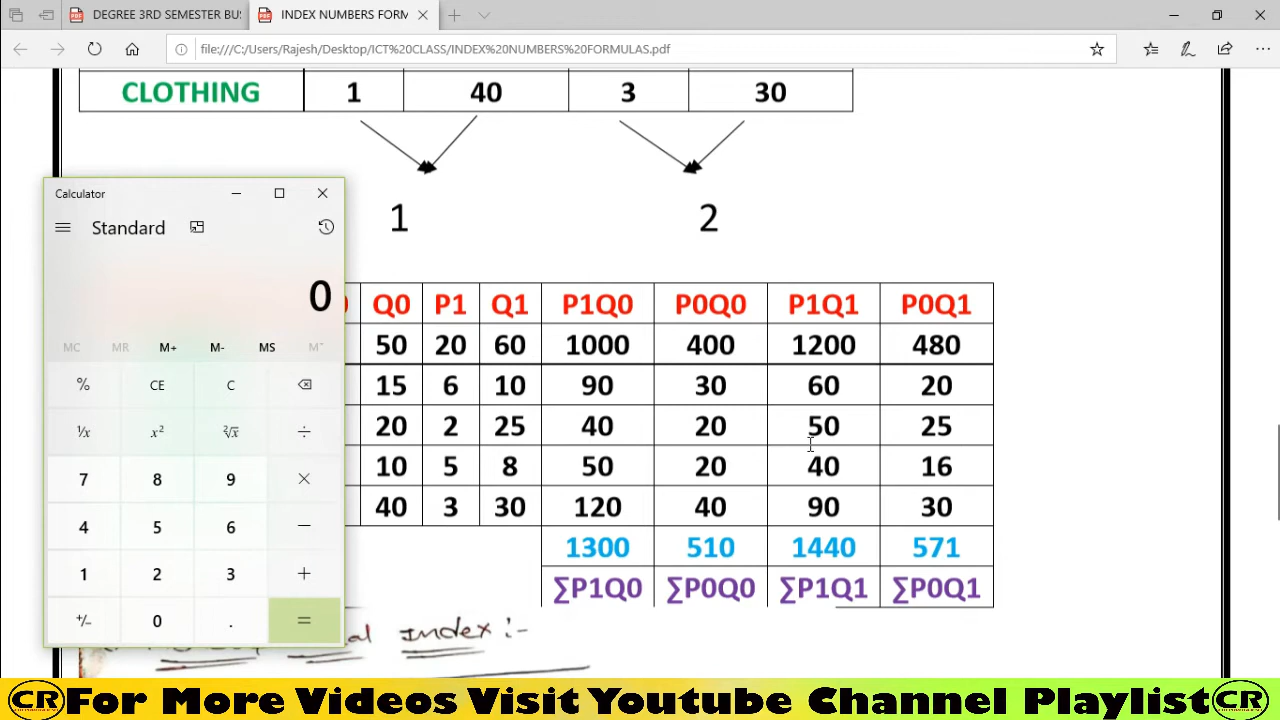 DEGREE 3RD SEMESTER BUS
INDEX NUMBERS FORM
file:///C:/Users/Rajesh/Desktop/ICT%20CLASS/INDEX%20NUMBERS%20FORMULAS.pdf
CLOTHING 1 40 3 30
1 2
Calculator
Standard
0
MC MR M+ M- MS M˅
% CE C
¹/x x² ²√x ÷
7 8 9 ×
4 5 6 −
1 2 3 +
+/− 0 . =
Q0 P1 Q1 P1Q0 P0Q0 P1Q1 P0Q1
50 20 60 1000 400 1200 480
15 6 10 90 30 60 20
20 2 25 40 20 50 25
10 5 8 50 20 40 16
40 3 30 120 40 90 30
1300 510 1440 571
∑P1Q0 ∑P0Q0 ∑P1Q1 ∑P0Q1
Index :-
CR For More Videos Visit Youtube Channel Playlist CR